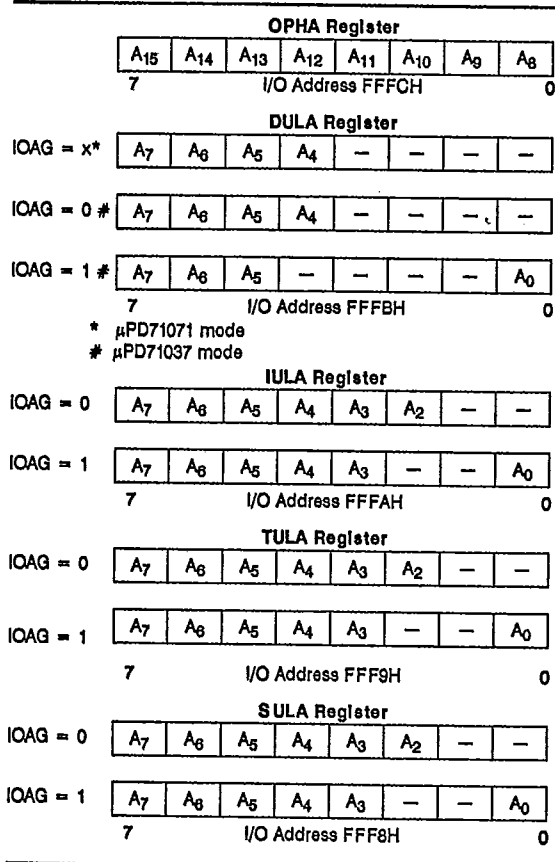 OPHA Register
A15 A14 A13 A12 A11 A10 A9 A8
7 I/O Address FFFCH 0
DULA Register
IOAG = x* A7 A6 A5 A4 — — — —
IOAG = 0 # A7 A6 A5 A4 — — — —
IOAG = 1 # A7 A6 A5 — — — — A0
7 I/O Address FFFBH 0
* μPD71071 mode
# μPD71037 mode
IULA Register
IOAG = 0 A7 A6 A5 A4 A3 A2 — —
IOAG = 1 A7 A6 A5 A4 A3 — — A0
7 I/O Address FFFAH 0
TULA Register
IOAG = 0 A7 A6 A5 A4 A3 A2 — —
IOAG = 1 A7 A6 A5 A4 A3 — — A0
7 I/O Address FFF9H 0
SULA Register
IOAG = 0 A7 A6 A5 A4 A3 A2 — —
IOAG = 1 A7 A6 A5 A4 A3 — — A0
7 I/O Address FFF8H 0